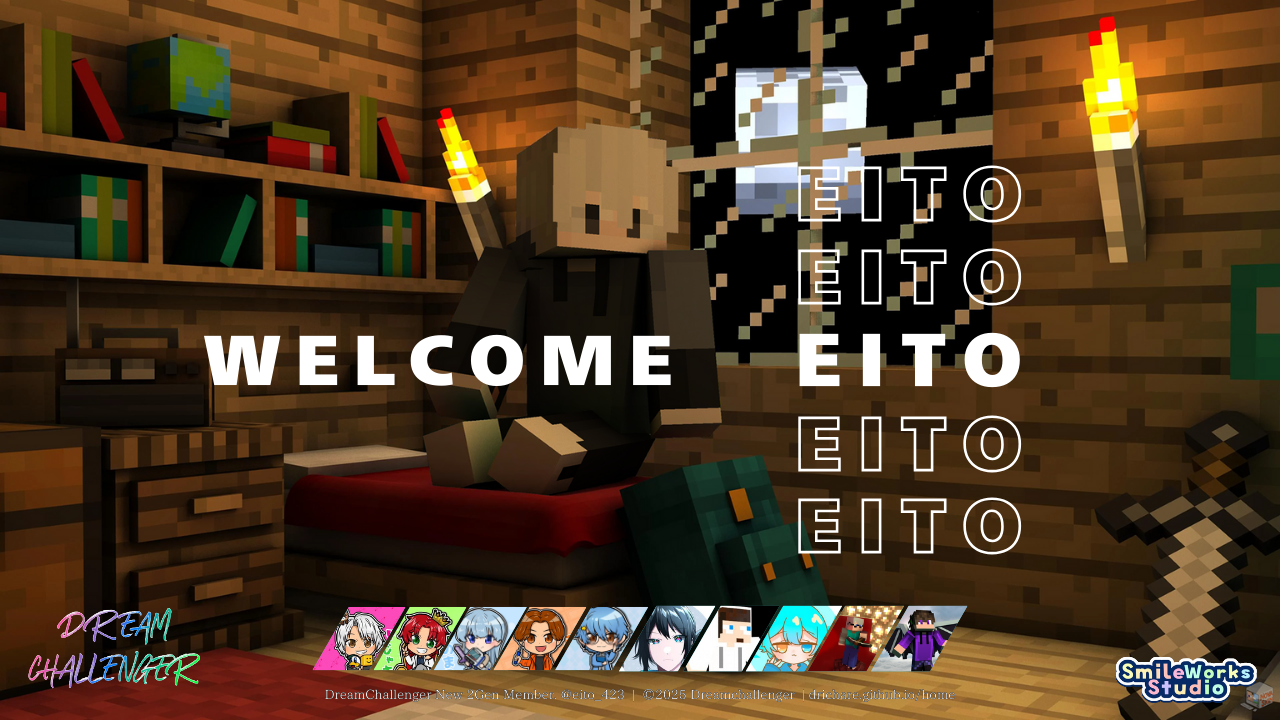 EITO
EITO
WELCOME EITO
EITO
EITO
DREAM
CHALLENGER
DreamChallenger New 2Gen Member. @eito_423 | ©2025 Dreamchallenger | drichare.github.io/home
SmileWorks
Studio